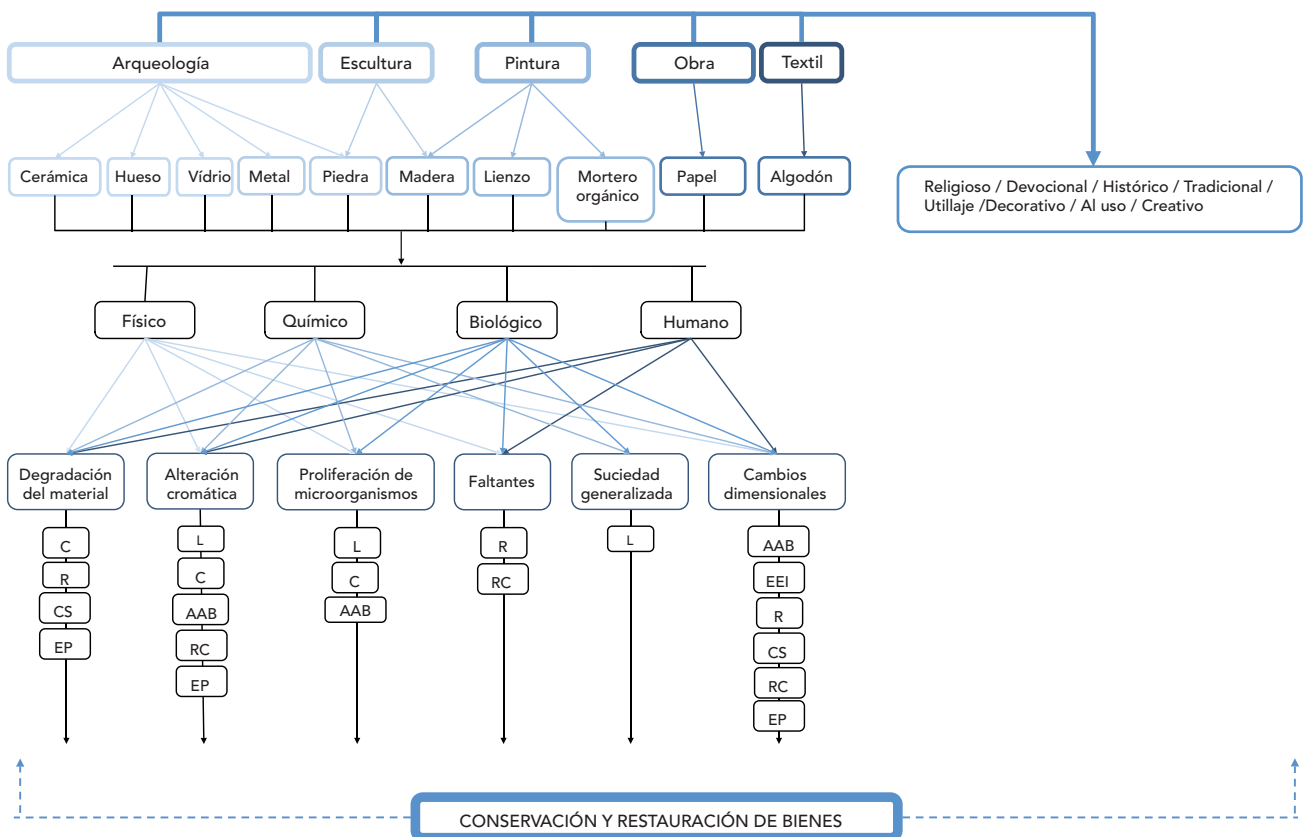 Arqueología
Escultura
Pintura
Obra
Textil
Cerámica
Hueso
Vídrio
Metal
Piedra
Madera
Lienzo
Mortero
orgánico
Papel
Algodón
Religioso / Devocional / Histórico / Tradicional /
Utillaje /Decorativo / Al uso / Creativo
Físico
Químico
Biológico
Humano
Degradación
del material
Alteración
cromática
Proliferación de
microorganismos
Faltantes
Suciedad
generalizada
Cambios
dimensionales
C
R
CS
EP
L
C
AAB
RC
EP
L
C
AAB
R
RC
L
AAB
EEI
R
CS
RC
EP
CONSERVACIÓN Y RESTAURACIÓN DE BIENES